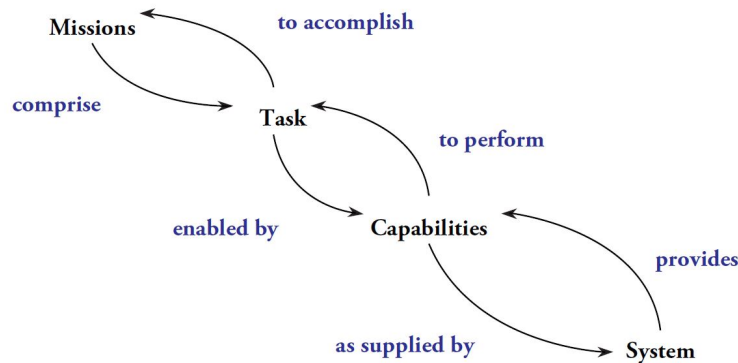 Missions
to accomplish
comprise
Task
to perform
enabled by
Capabilities
provides
as supplied by
System